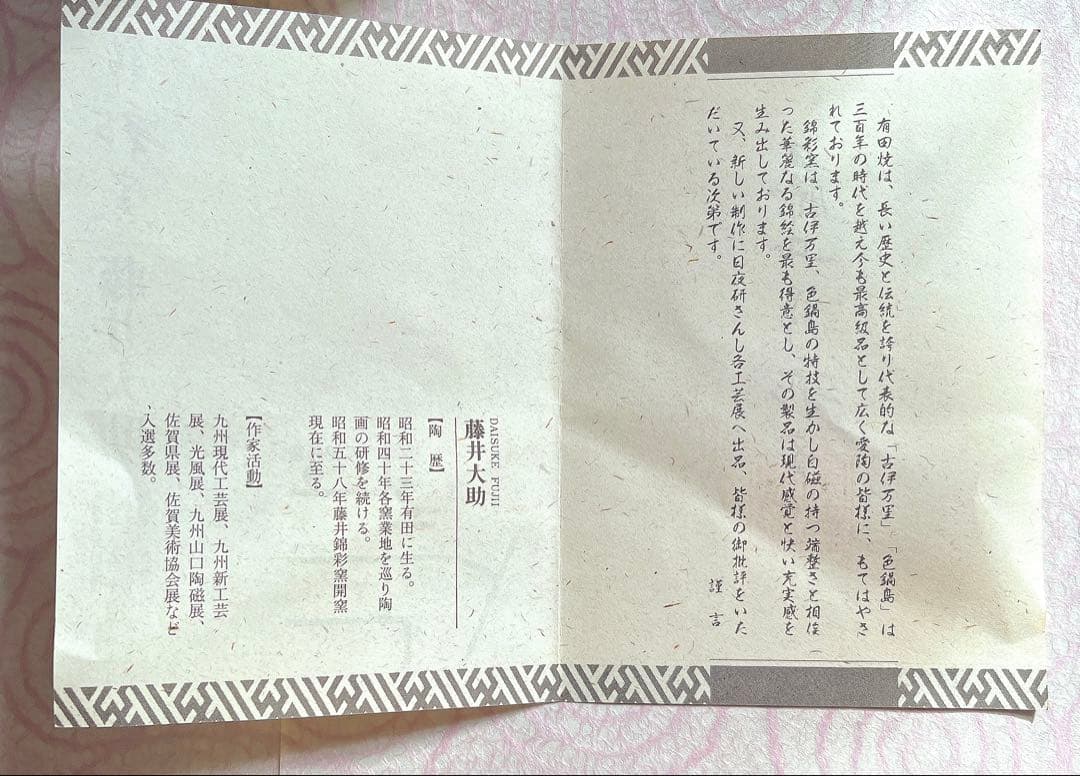 有田焼は、長い歴史と伝統を誇り代表的な「古伊万里」「色鍋島」は
三百年の時代を越え今も最高級品として広く愛陶の皆様に、もてはやさ
れております。
錦彩窯は、古伊万里、色鍋島の特技を生かし白磁の持つ端整さと相俟
った華麗なる錦絵を最も得意とし、その製品は現代感覚と快い充実感を
生み出しております。
又、新しい制作に日夜研さんし各工芸展へ出品、皆様の御批評をいた
だいている次第です。
謹言
DAISUKE FUJII
藤井大助
【陶歴】
昭和二十三年有田に生る。
昭和四十年各窯業地を巡り陶
画の研修を続ける。
昭和五十八年藤井錦彩窯開窯
現在に至る。
【作家活動】
九州現代工芸展、九州新工芸
展、光風展、九州山口陶磁展、
佐賀県展、佐賀美術協会展など
、入選多数。